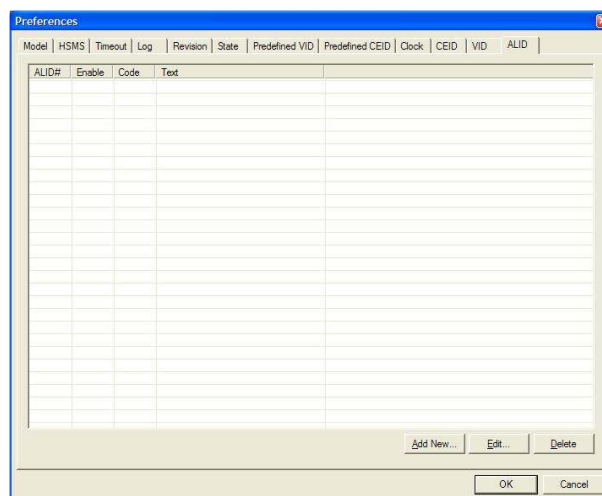 Preferences
Model HSMS Timeout Log Revision State Predefined VID Predefined CEID Clock CEID VID ALID
ALID# Enable Code Text
Add New... Edit... Delete
OK Cancel